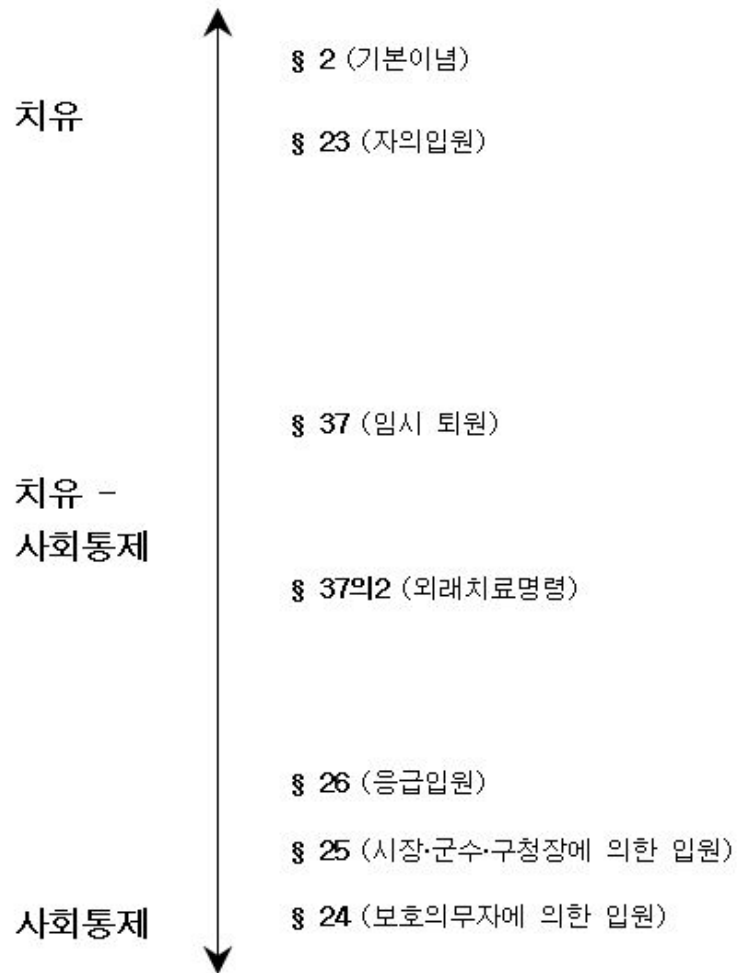 § 2 (기본이념)
치유
§ 23 (자의입원)
§ 37 (임시 퇴원)
치유 -
사회통제
§ 37의2 (외래치료명령)
§ 26 (응급입원)
§ 25 (시장·군수·구청장에 의한 입원)
사회통제
§ 24 (보호의무자에 의한 입원)